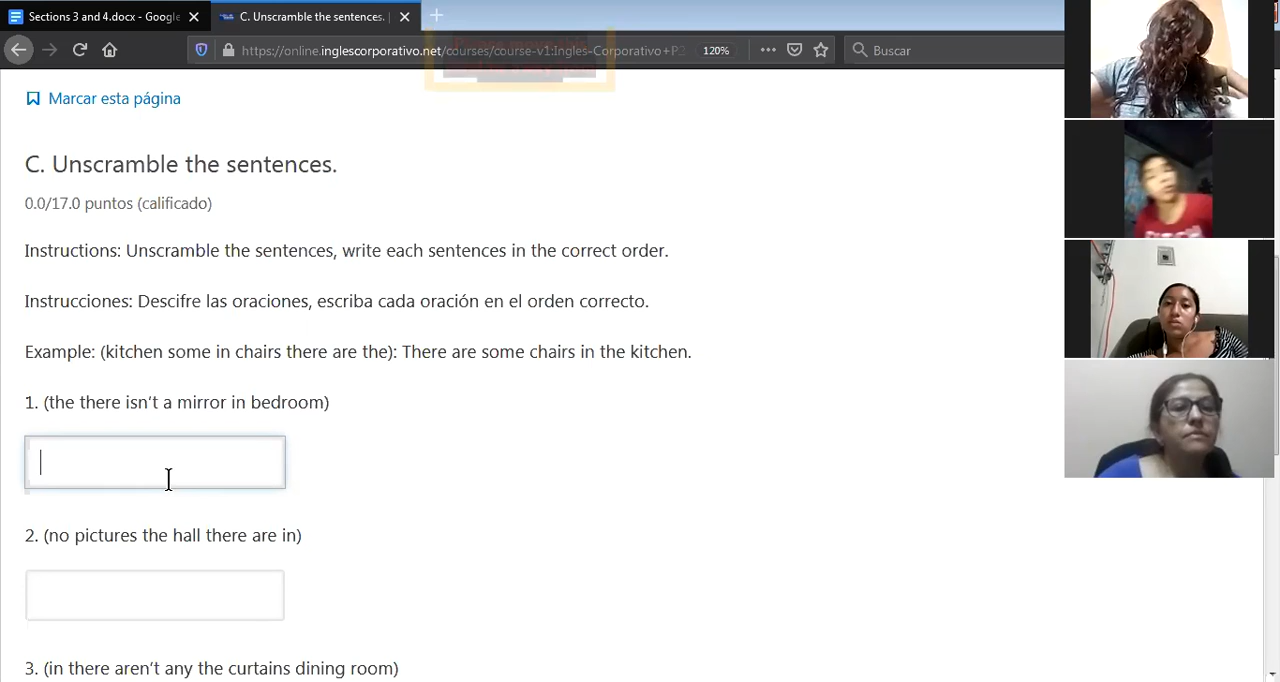 Sections 3 and 4.docx - Google
C. Unscramble the sentences. |
https://online.inglescorporativo.net/courses/course-v1:Ingles-Corporativo+P
120%
Buscar
Marcar esta página
C. Unscramble the sentences.
0.0/17.0 puntos (calificado)
Instructions: Unscramble the sentences, write each sentences in the correct order.
Instrucciones: Descifre las oraciones, escriba cada oración en el orden correcto.
Example: (kitchen some in chairs there are the): There are some chairs in the kitchen.
1. (the there isn't a mirror in bedroom)
2. (no pictures the hall there are in)
3. (in there aren't any the curtains dining room)